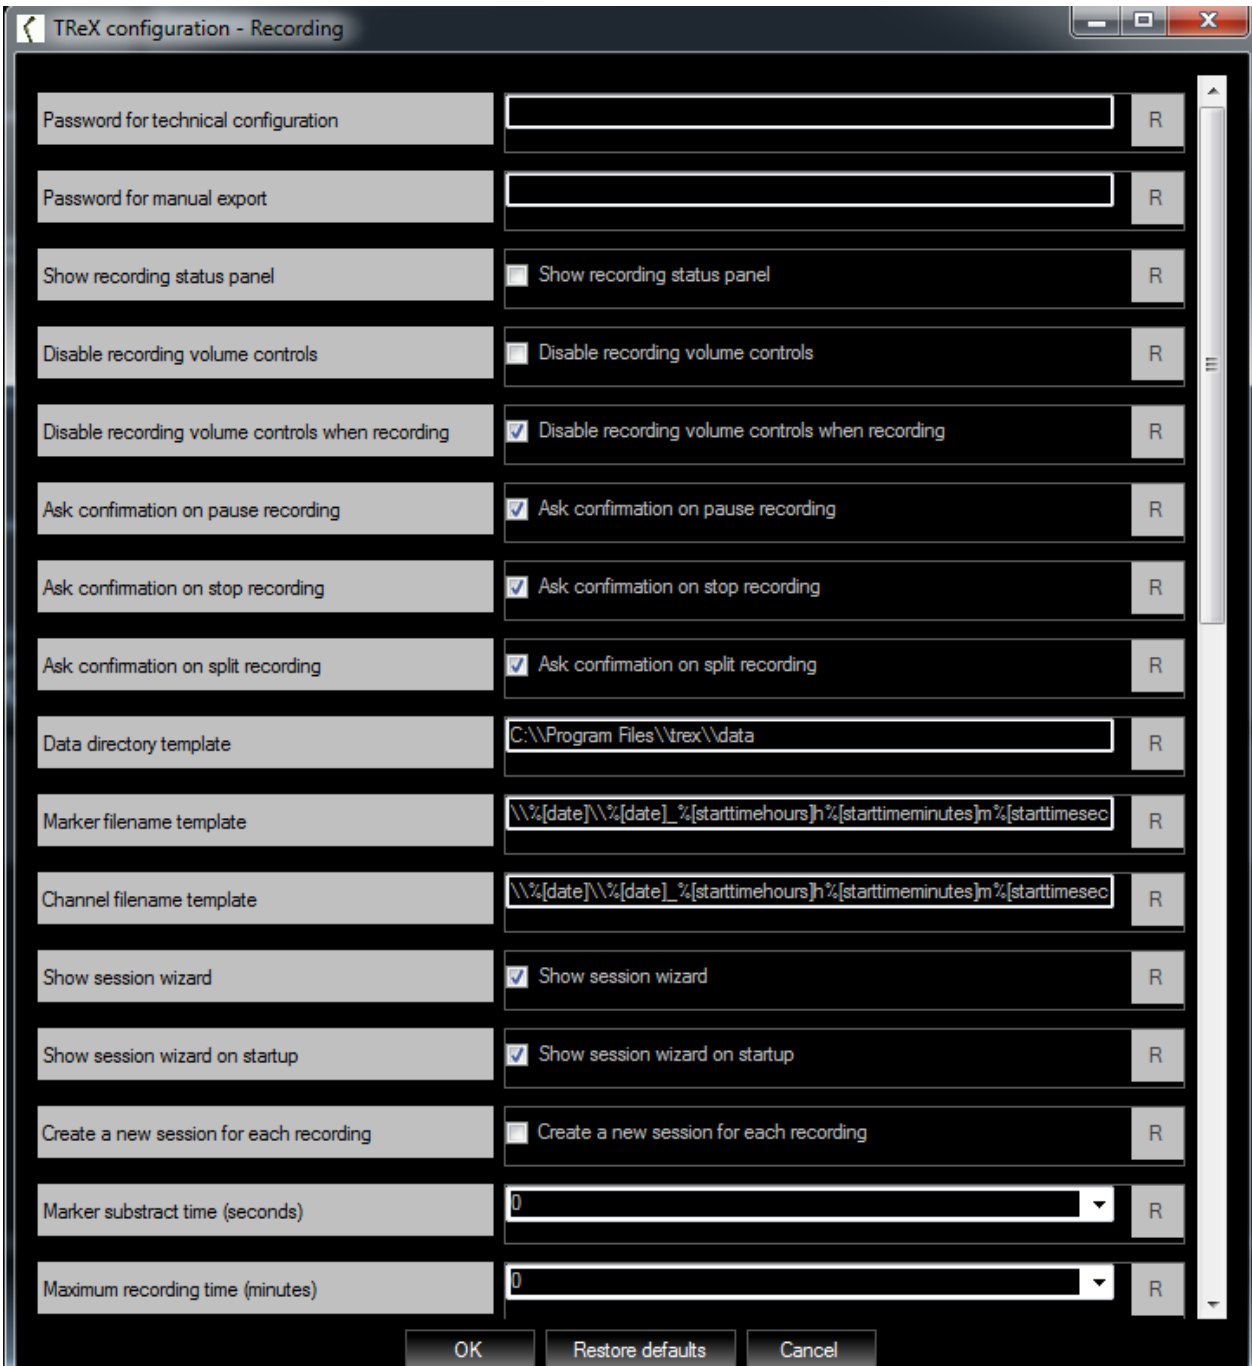 TReX configuration - Recording
Password for technical configuration R
Password for manual export R
Show recording status panel Show recording status panel R
Disable recording volume controls Disable recording volume controls R
Disable recording volume controls when recording Disable recording volume controls when recording R
Ask confirmation on pause recording Ask confirmation on pause recording R
Ask confirmation on stop recording Ask confirmation on stop recording R
Ask confirmation on split recording Ask confirmation on split recording R
Data directory template C:\\Program Files\\trex\\data R
Marker filename template \\%[date]\\%[date]_%[starttimehours]h%[starttimeminutes]m%[starttimesec R
Channel filename template \\%[date]\\%[date]_%[starttimehours]h%[starttimeminutes]m%[starttimesec R
Show session wizard Show session wizard R
Show session wizard on startup Show session wizard on startup R
Create a new session for each recording Create a new session for each recording R
Marker substract time (seconds) 0 R
Maximum recording time (minutes) 0 R
OK Restore defaults Cancel